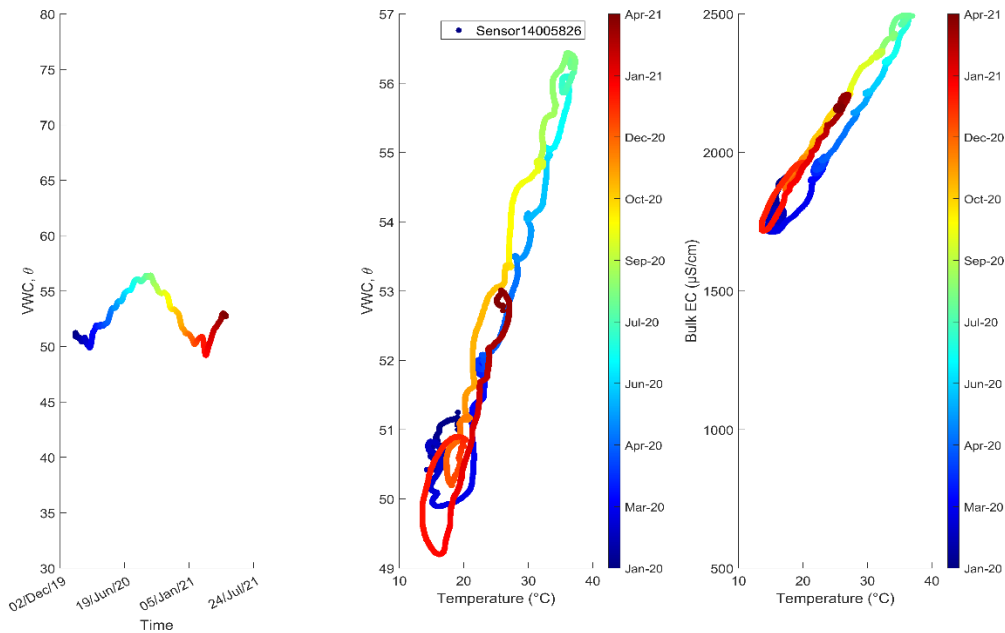 80
75
70
65
60
55
50
45
40
35
30
VWC, θ
02/Dec/19
19/Jun/20
05/Jan/21
24/Jul/21
Time
57
56
55
54
53
52
51
50
49
VWC, θ
10
20
30
40
Temperature (°C)
Sensor14005826
Apr-21
Jan-21
Dec-20
Oct-20
Sep-20
Jul-20
Jun-20
Apr-20
Mar-20
Jan-20
2500
2000
1500
1000
500
Bulk EC (µS/cm)
10
20
30
40
Temperature (°C)
Apr-21
Jan-21
Dec-20
Oct-20
Sep-20
Jul-20
Jun-20
Apr-20
Mar-20
Jan-20